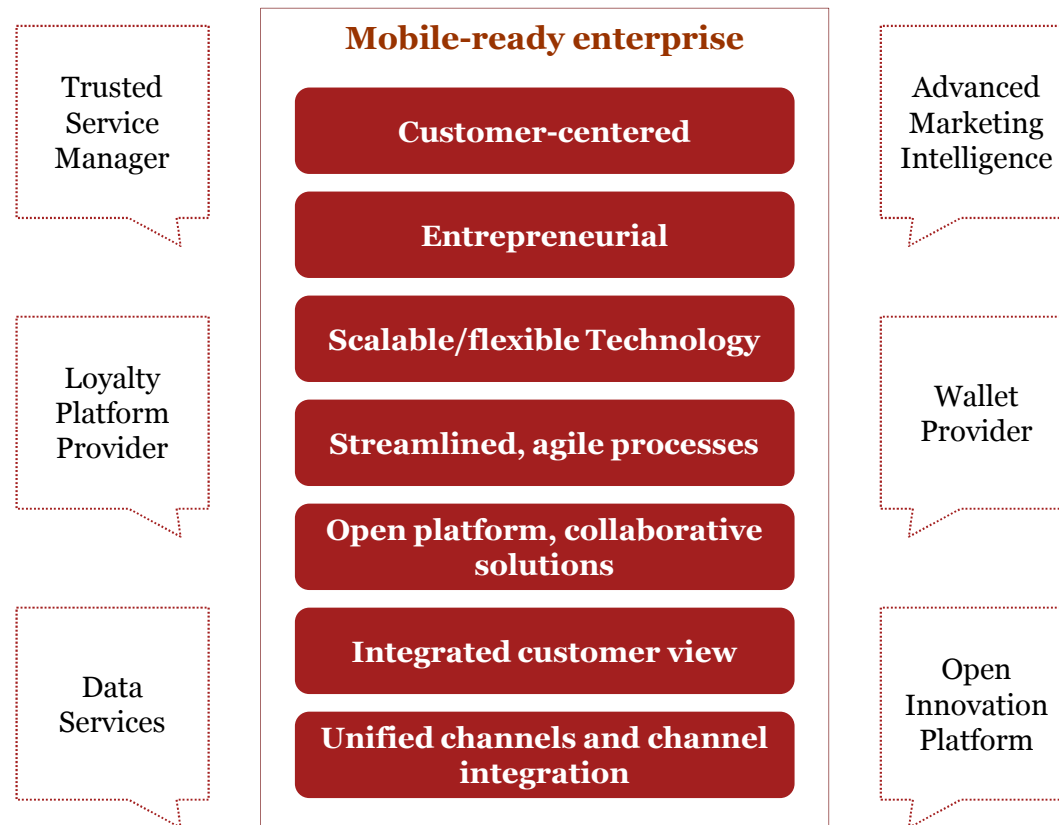 Mobile-ready enterprise
Trusted
Service
Manager
Loyalty
Platform
Provider
Data
Services
Customer-centered
Entrepreneurial
Scalable/flexible Technology
Streamlined, agile processes
Open platform, collaborative
solutions
Integrated customer view
Unified channels and channel
integration
Advanced
Marketing
Intelligence
Wallet
Provider
Open
Innovation
Platform